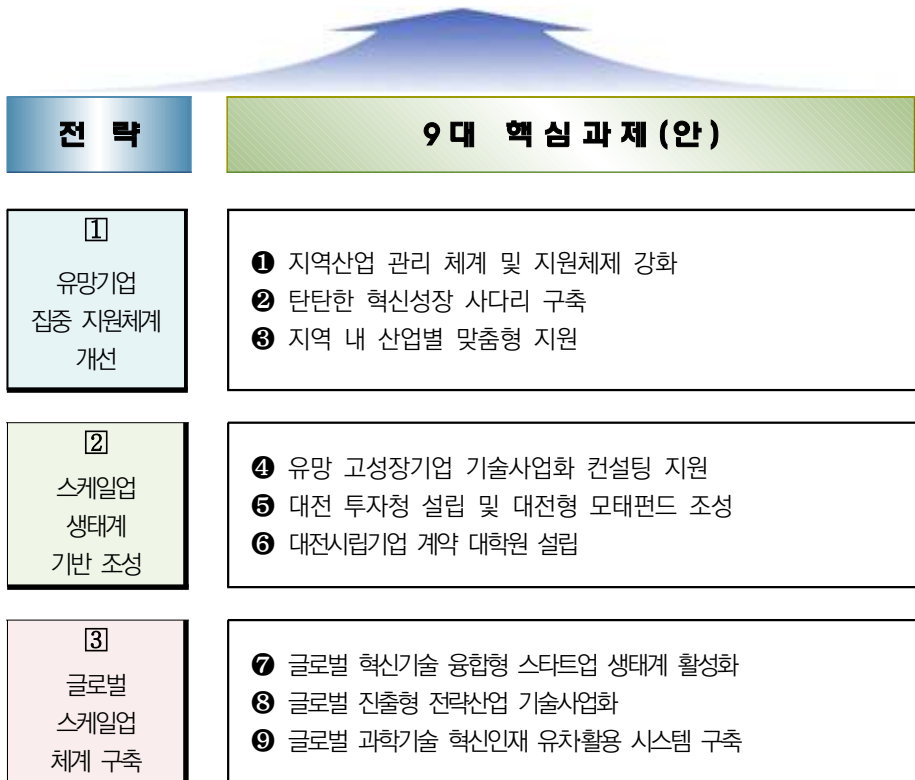 전 략
9대 핵심과제(안)
1
유망기업
집중 지원체계
개선
❶ 지역산업 관리 체계 및 지원체제 강화
❷ 탄탄한 혁신성장 사다리 구축
❸ 지역 내 산업별 맞춤형 지원
2
스케일업
생태계
기반 조성
❹ 유망 고성장기업 기술사업화 컨설팅 지원
❺ 대전 투자청 설립 및 대전형 모태펀드 조성
❻ 대전시립기업 계약 대학원 설립
3
글로벌
스케일업
체계 구축
❼ 글로벌 혁신기술 융합형 스타트업 생태계 활성화
❽ 글로벌 진출형 전략산업 기술사업화
❾ 글로벌 과학기술 혁신인재 유치·활용 시스템 구축